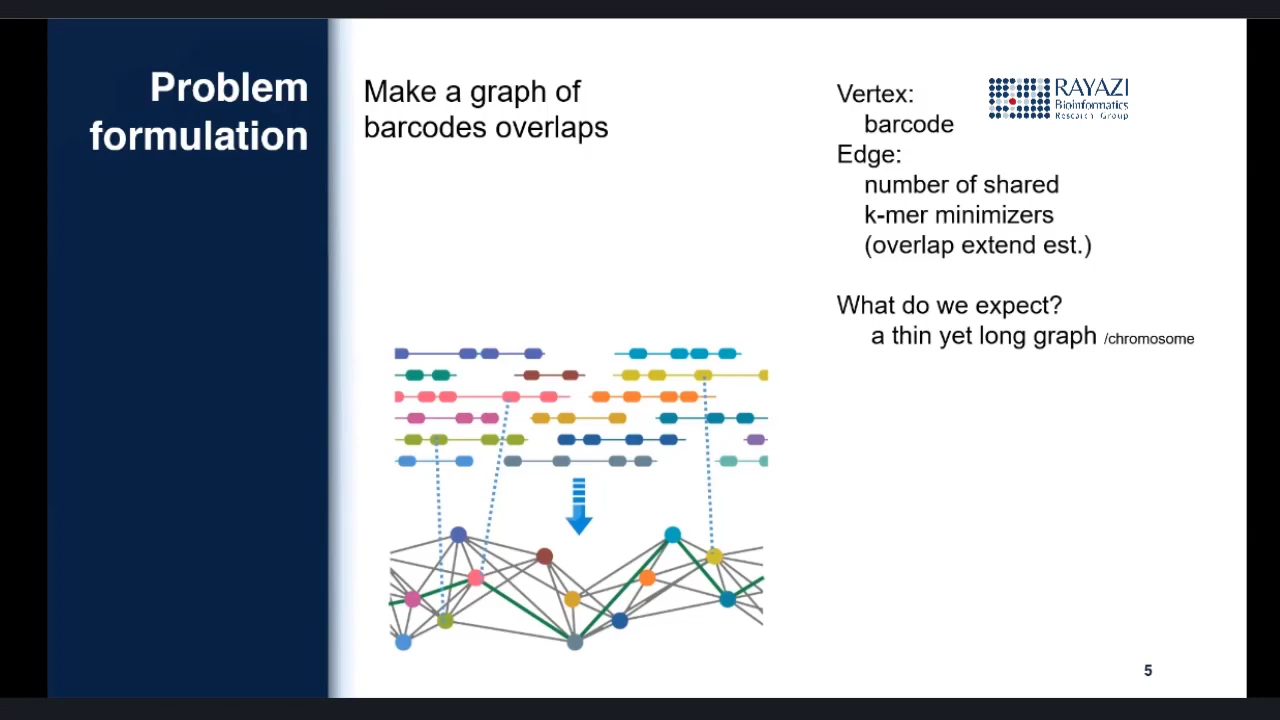 Problem
formulation
Make a graph of
barcodes overlaps
Vertex:
barcode
Edge:
number of shared
k-mer minimizers
(overlap extend est.)
What do we expect?
a thin yet long graph /chromosome
RAYAZI
Bioinformatics
Research Group
5